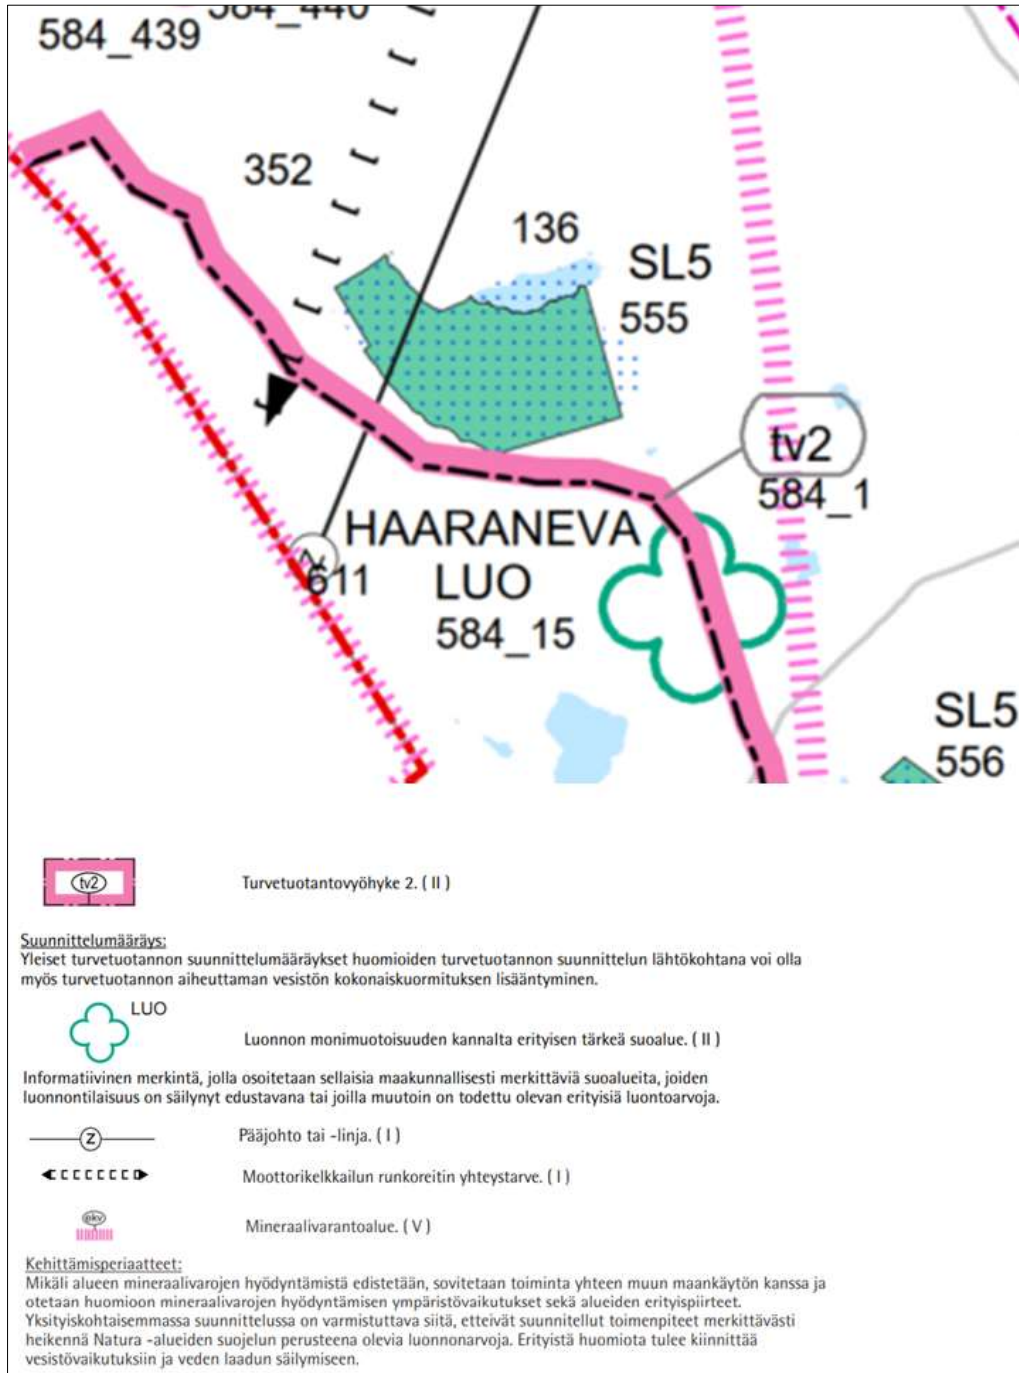 584_440
584_439
352
136
SL5
555
tv2
584_1
HAARANEVA
LUO
584_15
Z
611
SL5
556
tv2
Turvetuotantovyöhyke 2. ( II )
Suunnittelumääräys:
Yleiset turvetuotannon suunnittelumääräykset huomioiden turvetuotannon suunnittelun lähtökohtana voi olla
myös turvetuotannon aiheuttaman vesistön kokonaiskuormituksen lisääntyminen.
LUO
Luonnon monimuotoisuuden kannalta erityisen tärkeä suoalue. ( II )
Informatiivinen merkintä, jolla osoitetaan sellaisia maakunnallisesti merkittäviä suoalueita, joiden
luonnontilaisuus on säilynyt edustavana tai joilla muutoin on todettu olevan erityisiä luontoarvoja.
Z
Pääjohto tai -linja. ( I )
Moottorikelkkailun runkoreitin yhteystarve. ( I )
ekv
Mineraalivarantoalue. ( V )
Kehittämisperiaatteet:
Mikäli alueen mineraalivarojen hyödyntämistä edistetään, sovitetaan toiminta yhteen muun maankäytön kanssa ja
otetaan huomioon mineraalivarojen hyödyntämisen ympäristövaikutukset sekä alueiden erityispiirteet.
Yksityiskohtaisemmassa suunnittelussa on varmistuttava siitä, etteivät suunnitellut toimenpiteet merkittävästi
heikennä Natura -alueiden suojelun perusteena olevia luonnonarvoja. Erityistä huomiota tulee kiinnittää
vesistövaikutuksiin ja veden laadun säilymiseen.